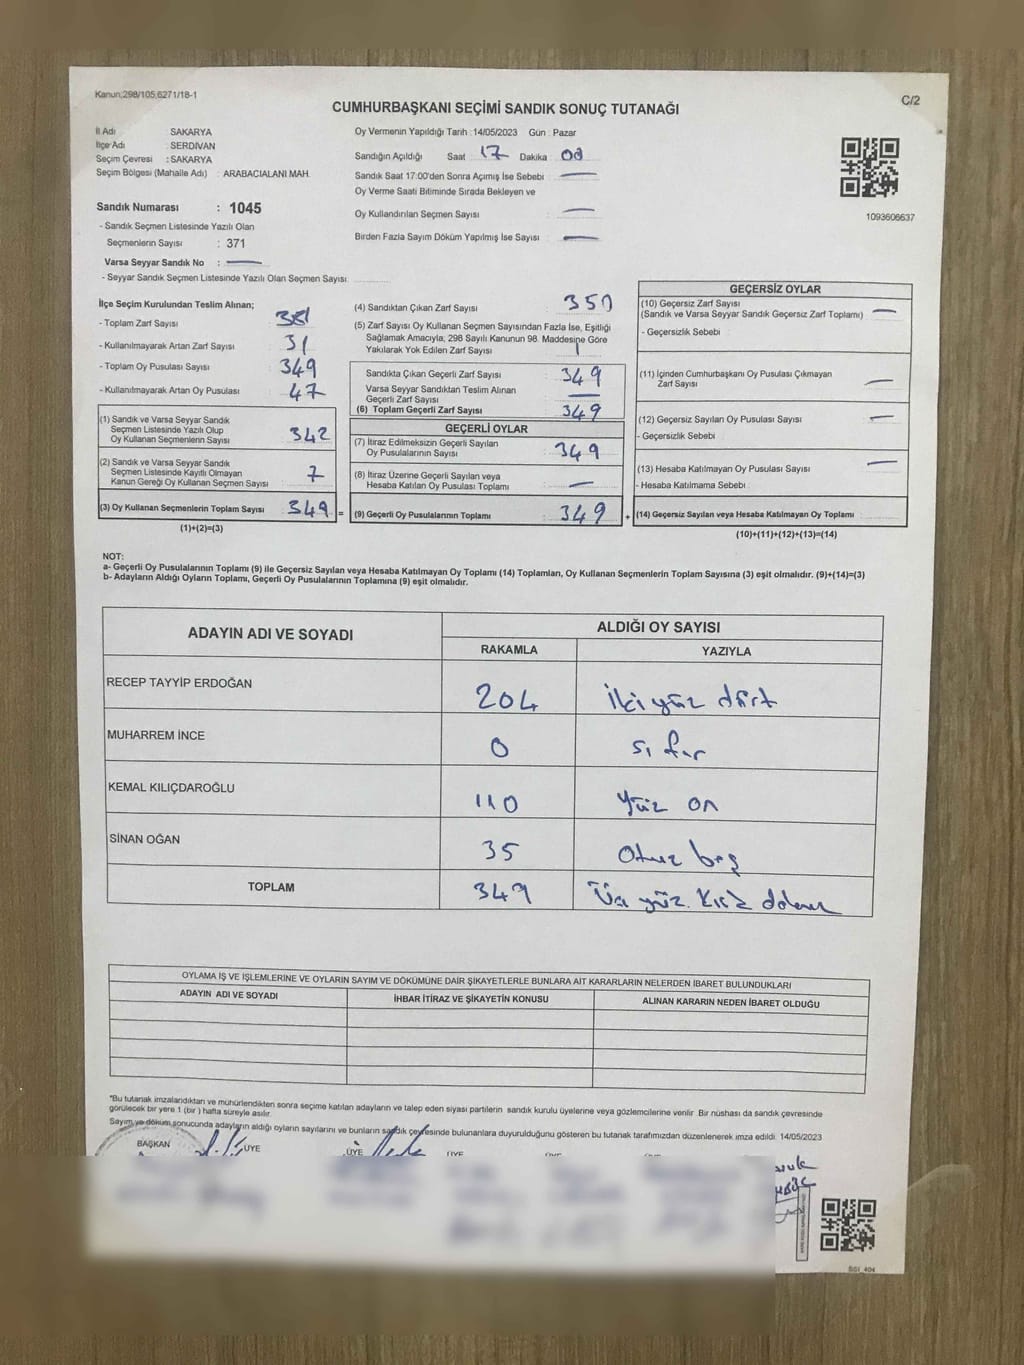 Kanun;298/105;6271/18-1
C/2
CUMHURBAŞKANI SEÇİMİ SANDIK SONUÇ TUTANAĞI
İl Adı SAKARYA
İlçe Adı : SERDİVAN
Seçim Çevresi : SAKARYA
Seçim Bölgesi (Mahalle Adı) : ARABACIALANI MAH.
Sandık Numarası : 1045
- Sandık Seçmen Listesinde Yazılı Olan
Seçmenlerin Sayısı : 371
Varsa Seyyar Sandık No :
- Seyyar Sandık Seçmen Listesinde Yazılı Olan Seçmen Sayısı:
Oy Vermenin Yapıldığı Tarih : 14/05/2023 Gün : Pazar
Sandığın Açıldığı Saat 17 Dakika 00
Sandık Saat 17:00'den Sonra Açımış İse Sebebi :
Oy Verme Saati Bitiminde Sırada Bekleyen ve
Oy Kullandırılan Seçmen Sayısı :
Birden Fazla Sayım Döküm Yapılmış İse Sayısı :
1093606637
İlçe Seçim Kurulundan Teslim Alınan;
- Toplam Zarf Sayısı : 381
- Kullanılmayarak Artan Zarf Sayısı : 31
- Toplam Oy Pusulası Sayısı : 349
- Kullanılmayarak Artan Oy Pusulası : 47
(1) Sandık ve Varsa Seyyar Sandık
Seçmen Listesinde Yazılı Olup
Oy Kullanan Seçmenlerin Sayısı : 342
(2) Sandık ve Varsa Seyyar Sandık
Seçmen Listesinde Kayıtlı Olmayan
Kanun Gereği Oy Kullanan Seçmen Sayısı : 7
(3) Oy Kullanan Seçmenlerin Toplam Sayısı : 349 =
(1)+(2)=(3)
(4) Sandıktan Çıkan Zarf Sayısı : 350
(5) Zarf Sayısı Oy Kullanan Seçmen Sayısından Fazla İse, Eşitliği
Sağlamak Amacıyla; 298 Sayılı Kanunun 98. Maddesine Göre
Yakılarak Yok Edilen Zarf Sayısı : 1
Sandıkta Çıkan Geçerli Zarf Sayısı : 349
Varsa Seyyar Sandıktan Teslim Alınan
Geçerli Zarf Sayısı :
(6) Toplam Geçerli Zarf Sayısı : 349
GEÇERLİ OYLAR
(7) İtiraz Edilmeksizin Geçerli Sayılan
Oy Pusulalarının Sayısı : 349
(8) İtiraz Üzerine Geçerli Sayılan veya
Hesaba Katılan Oy Pusulası Toplamı :
(9) Geçerli Oy Pusulalarının Toplamı : 349 +
GEÇERSİZ OYLAR
(10) Geçersiz Zarf Sayısı
(Sandık ve Varsa Seyyar Sandık Geçersiz Zarf Toplamı) :
- Geçersizlik Sebebi :
(11) İçinden Cumhurbaşkanı Oy Pusulası Çıkmayan
Zarf Sayısı :
(12) Geçersiz Sayılan Oy Pusulası Sayısı :
- Geçersizlik Sebebi :
(13) Hesaba Katılmayan Oy Pusulası Sayısı :
- Hesaba Katılmama Sebebi :
(14) Geçersiz Sayılan veya Hesaba Katılmayan Oy Toplamı :
(10)+(11)+(12)+(13)=(14)
NOT:
a- Geçerli Oy Pusulalarının Toplamı (9) ile Geçersiz Sayılan veya Hesaba Katılmayan Oy Toplamı (14) Toplamları, Oy Kullanan Seçmenlerin Toplam Sayısına (3) eşit olmalıdır. (9)+(14)=(3)
b- Adayların Aldığı Oyların Toplamı, Geçerli Oy Pusulalarının Toplamına (9) eşit olmalıdır.
ADAYIN ADI VE SOYADI
ALDIĞI OY SAYISI
RAKAMLA YAZIYLA
RECEP TAYYİP ERDOĞAN 204 İki yüz dört
MUHARREM İNCE 0 sıfır
KEMAL KILIÇDAROĞLU 110 Yüz on
SİNAN OĞAN 35 Otuz beş
TOPLAM 349 Üç yüz Kırk dokuz
OYLAMA İŞ VE İŞLEMLERİNE VE OYLARIN SAYIM VE DÖKÜMÜNE DAİR ŞİKAYETLERLE BUNLARA AİT KARARLARIN NELERDEN İBARET BULUNDUKLARI
ADAYIN ADI VE SOYADI İHBAR İTİRAZ VE ŞİKAYETİN KONUSU ALINAN KARARIN NEDEN İBARET OLDUĞU
*Bu tutanak imzalandıktan ve mühürlendikten sonra seçime katılan adayların ve talep eden siyasi partilerin sandık kurulu üyelerine veya gözlemcilerine verilir. Bir nüshası da sandık çevresinde
görülecek bir yere 1 (bir) hafta süreyle asılır.
Sayım ve döküm sonucunda adayların aldığı oyların sayılarını ve bunların sandık çevresinde bulunanlara duyurulduğunu gösteren bu tutanak tarafımızdan düzenlenerek imza edildi. 14/05/2023
BAŞKAN ÜYE ÜYE ÜYE